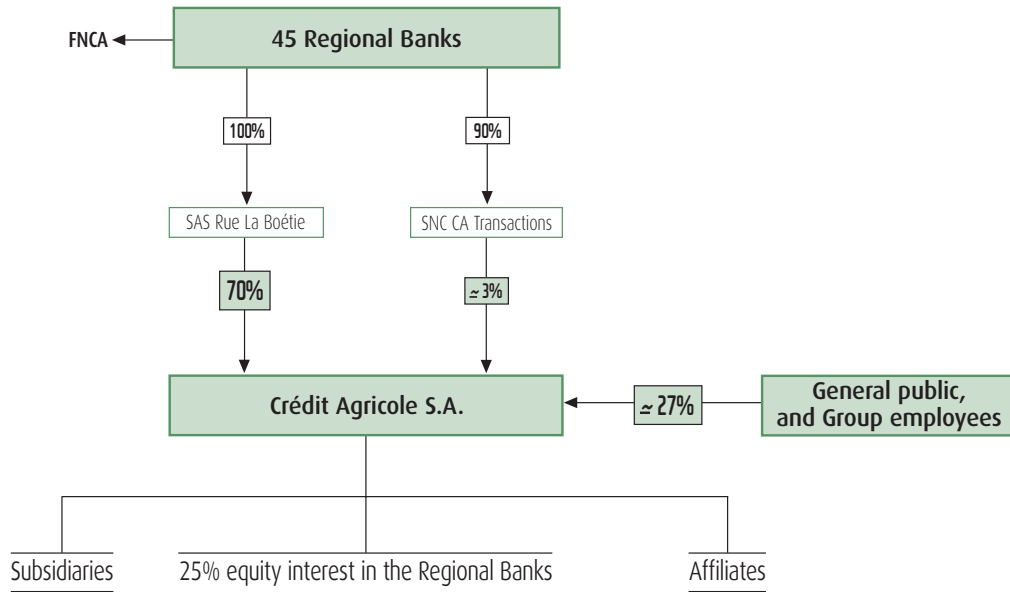 FNCA
45 Regional Banks
100%
90%
SAS Rue La Boétie
SNC CA Transactions
70%
≃ 3%
Crédit Agricole S.A.
≃ 27%
General public,
and Group employees
Subsidiaries
25% equity interest in the Regional Banks
Affiliates